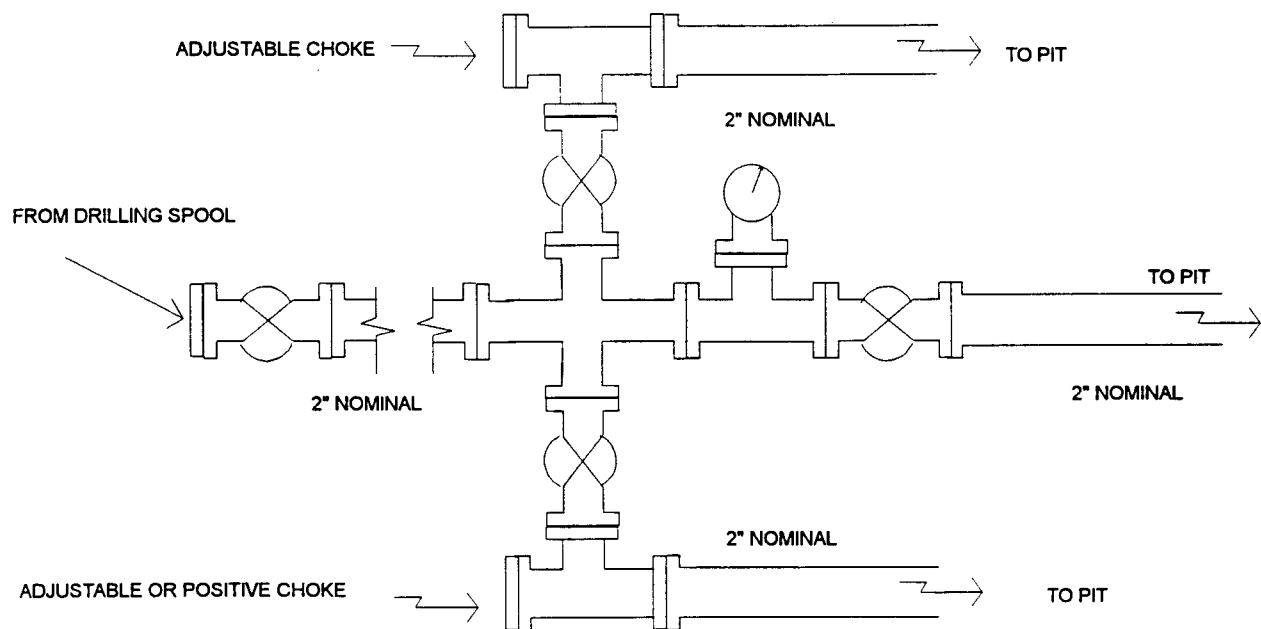 ADJUSTABLE CHOKE
TO PIT
2" NOMINAL
FROM DRILLING SPOOL
TO PIT
2" NOMINAL
2" NOMINAL
2" NOMINAL
ADJUSTABLE OR POSITIVE CHOKE
TO PIT